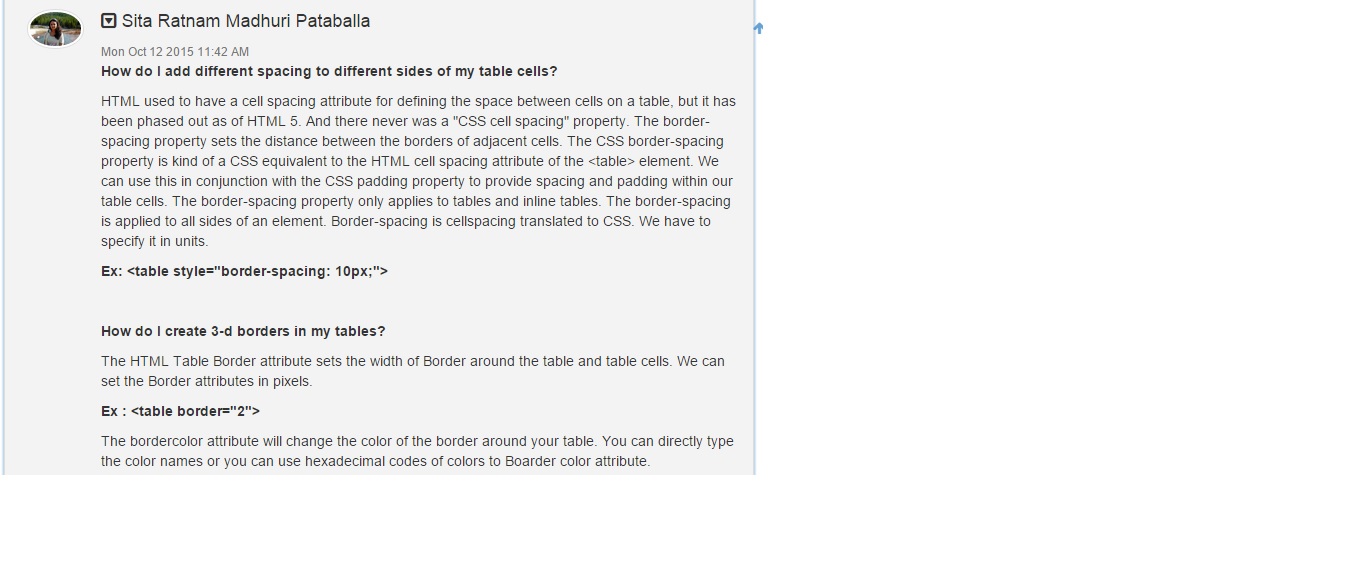 Sita Ratnam Madhuri Pataballa
Mon Oct 12 2015 11:42 AM
How do I add different spacing to different sides of my table cells?
HTML used to have a cell spacing attribute for defining the space between cells on a table, but it has
been phased out as of HTML 5. And there never was a "CSS cell spacing" property. The border-
spacing property sets the distance between the borders of adjacent cells. The CSS border-spacing
property is kind of a CSS equivalent to the HTML cell spacing attribute of the <table> element. We
can use this in conjunction with the CSS padding property to provide spacing and padding within our
table cells. The border-spacing property only applies to tables and inline tables. The border-spacing
is applied to all sides of an element. Border-spacing is cellspacing translated to CSS. We have to
specify it in units.
Ex: <table style="border-spacing: 10px;">
How do I create 3-d borders in my tables?
The HTML Table Border attribute sets the width of Border around the table and table cells. We can
set the Border attributes in pixels.
Ex : <table border="2">
The bordercolor attribute will change the color of the border around your table. You can directly type
the color names or you can use hexadecimal codes of colors to Boarder color attribute.